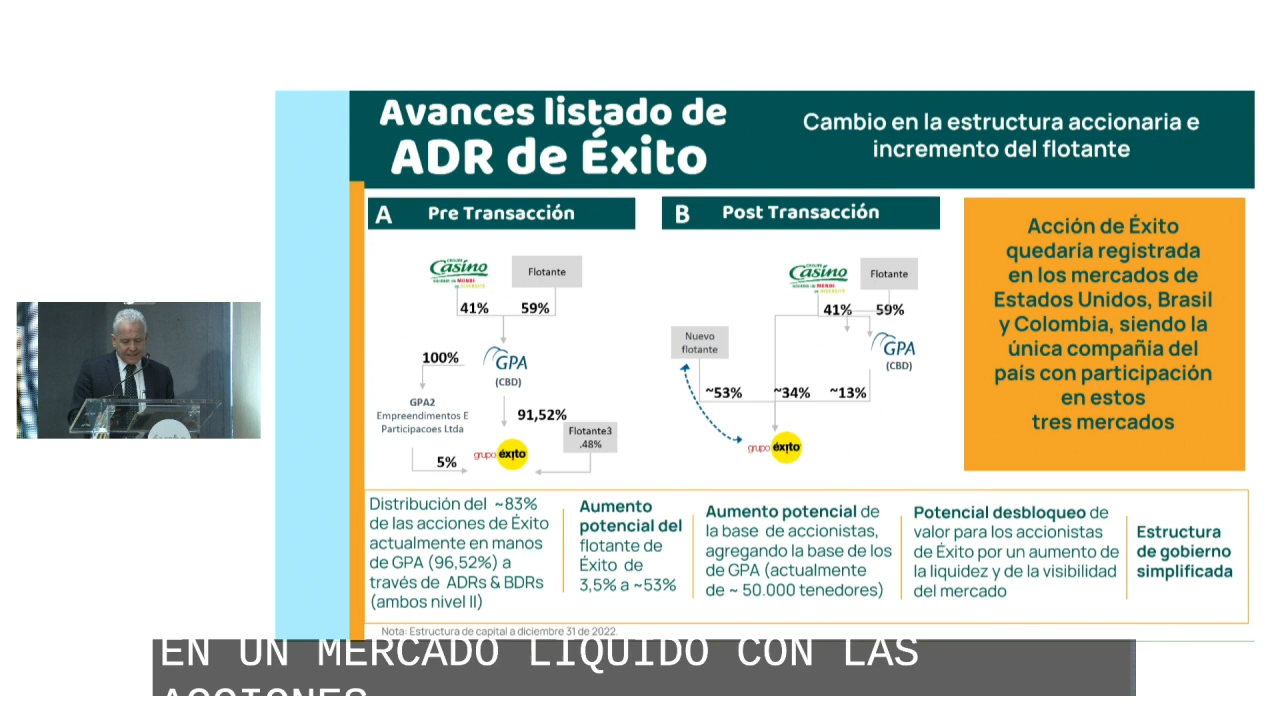 Avances listado de
ADR de Éxito
Cambio en la estructura accionaria e
incremento del flotante
A Pre Transacción
Casino
Flotante
41% 59%
100%
GPA
(CBD)
GPA2
Empreendimentos E
Participacoes Ltda
91,52%
Flotante3
.48%
grupo éxito
5%
B Post Transacción
Casino
Flotante
41% 59%
Nuevo
flotante
GPA
(CBD)
~53% ~34% ~13%
grupo éxito
Acción de Éxito
quedaría registrada
en los mercados de
Estados Unidos, Brasil
y Colombia, siendo la
única compañía del
país con participación
en estos
tres mercados
Distribución del ~83%
de las acciones de Éxito
actualmente en manos
de GPA (96,52%) a
través de ADRs & BDRs
(ambos nivel II)
Aumento
potencial del
flotante de
Éxito de
3,5% a ~53%
Aumento potencial de
la base de accionistas,
agregando la base de los
de GPA (actualmente
de ~ 50.000 tenedores)
Potencial desbloqueo de
valor para los accionistas
de Éxito por un aumento de
la liquidez y de la visibilidad
del mercado
Estructura
de gobierno
simplificada
Nota: Estructura de capital a diciembre 31 de 2022.
EN UN MERCADO LIQUIDO CON LAS